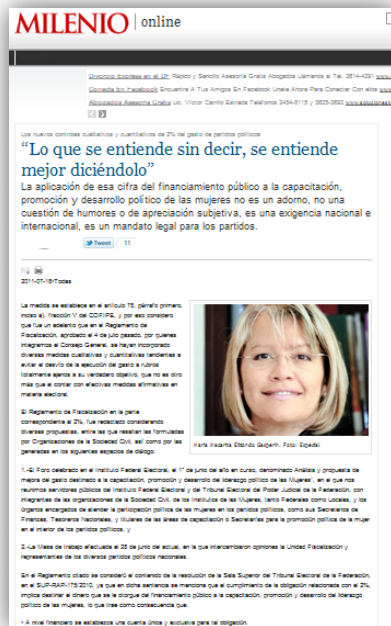 MILENIO | online
Divorcio Express en el DF Rápido y Sencillo Asesoría Gratis Abogados Llámanos al Tel. 2614-4291
Conecta tín Facebook Encuentra A Tus Amigos En Facebook Únete Ahora Para Conectar Con ellos
Abogados Asesoría Gratis Lic. Víctor Carrillo Estrada Teléfonos
Los nuevos controles cualitativos y cuantitativos de 2% del gasto de partidos políticos
“Lo que se entiende sin decir, se entiende
mejor diciéndolo”
La aplicación de esa cifra del financiamiento público a la capacitación,
promoción y desarrollo político de las mujeres no es un adorno, no una
cuestión de humores o de apreciación subjetiva, es una exigencia nacional e
internacional, es un mandato legal para los partidos.
Tweet 11
2011-07-18•Todas
La medida se establece en el artículo 78, párrafo primero,
inciso a), fracción V del COFIPE, y por eso considero
que fue un adelanto que en el Reglamento de
Fiscalización, aprobado el 4 de julio pasado, por quienes
integramos el Consejo General, se hayan incorporado
diversas medidas cualitativas y cuantitativas tendentes a
evitar el desvío de la ejecución del gasto a rubros
totalmente ajenos a su verdadero objetivo, que no es otro
más que el contar con efectivas medidas afirmativas en
materia electoral.
El Reglamento de Fiscalización en la parte
correspondiente al 2%, fue redactado considerando
diversas propuestas, entre las que resaltan las formuladas
por Organizaciones de la Sociedad Civil, así como por las
generadas en los siguientes espacios de diálogo:
María Macarita Elizondo Gasperín. Foto: Especial
1.-El Foro celebrado en el Instituto Federal Electoral, el 1° de junio del año en curso, denominado Análisis y propuesta de
mejora del gasto destinado a la capacitación, promoción y desarrollo del liderazgo político de las Mujeres", en el que nos
reunimos servidores públicos del Instituto Federal Electoral y del Tribunal Electoral del Poder Judicial de la Federación, con
integrantes de las organizaciones de la Sociedad Civil, de los Institutos de las Mujeres, tanto Federales como Locales, y los
órganos encargados de atender la participación política de las mujeres en los partidos políticos, como sus Secretarios de
Finanzas, Tesoreros Nacionales, y titulares de las áreas de capacitación o Secretarías para la promoción política de la mujer
en el interior de los partidos políticos, y
2.-La Mesa de trabajo efectuada el 28 de junio del actual, en la que intercambiaron opiniones la Unidad Fiscalización y
representantes de los diversos partidos políticos nacionales.
En el Reglamento citado se consideró el contenido de la resolución de la Sala Superior del Tribunal Electoral de la Federación,
en el SUP-RAP-175/2010, ya que en dicha sentencia se menciona que el cumplimiento de la obligación relacionada con el 2%,
implica destinar el dinero que se le otorgue del financiamiento público a la capacitación, promoción y desarrollo del liderazgo
político de las mujeres, lo que trae como consecuencia que:
• A nivel financiero se establezca una cuenta única y exclusiva para tal obligación.